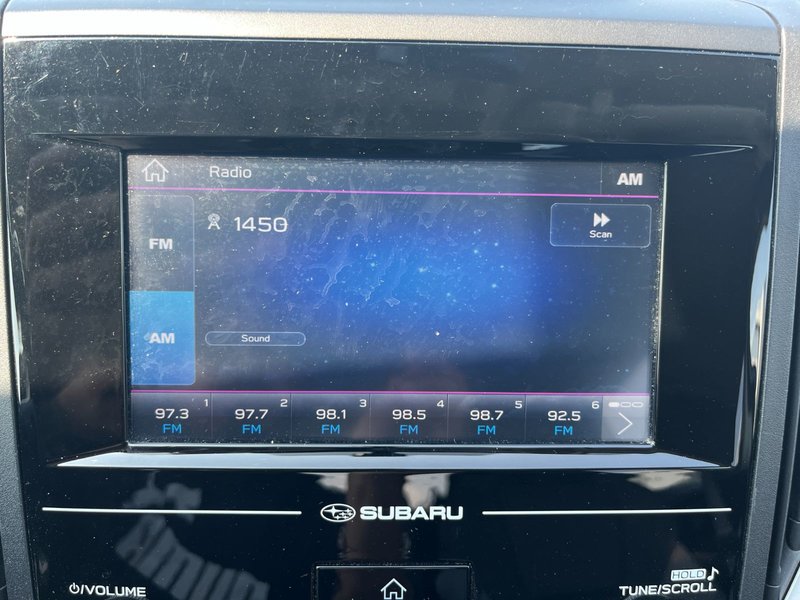 Radio
AM
FM
1450
Scan
AM
Sound
1 2 3 4 5 6
97.3 97.7 98.1 98.5 98.7 92.5
FM FM FM FM FM FM
SUBARU
/VOLUME
HOLD
TUNE/SCROLL